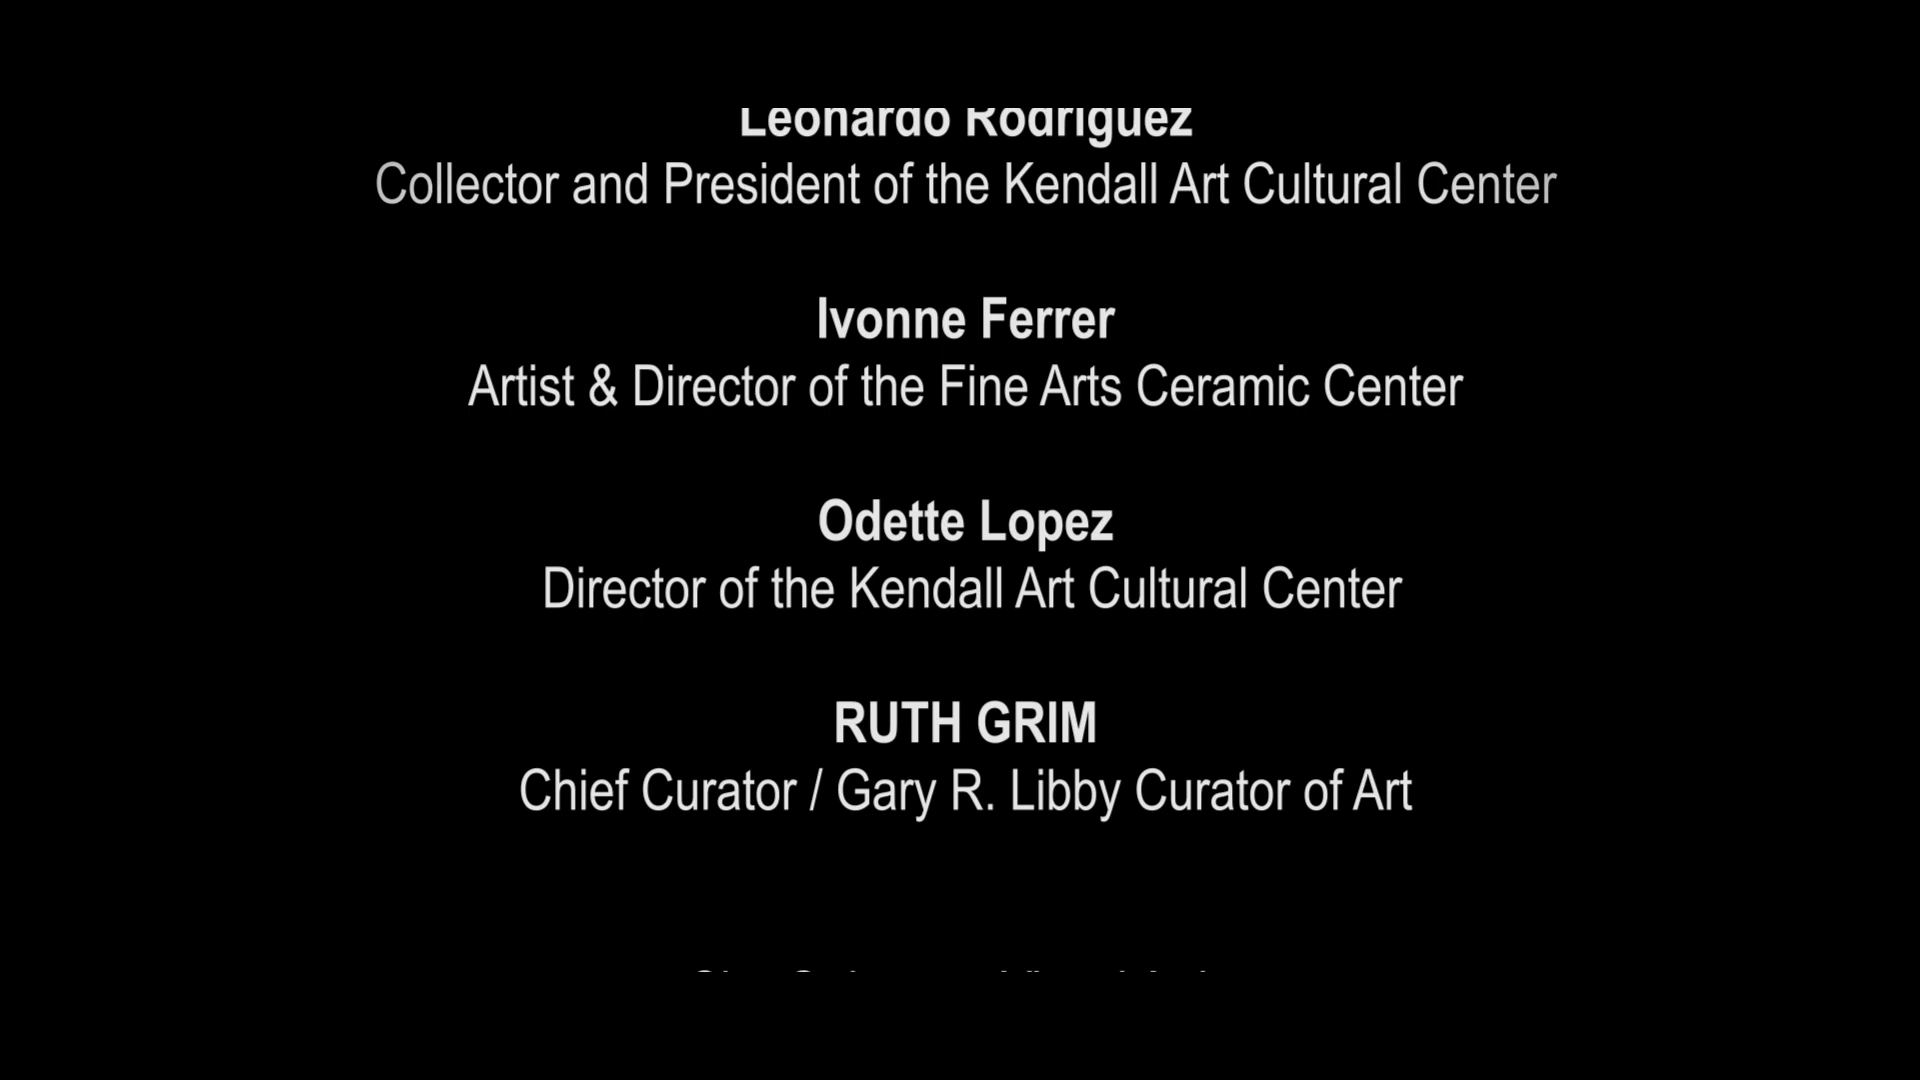 Leonardo Rodriguez
Collector and President of the Kendall Art Cultural Center
Ivonne Ferrer
Artist & Director of the Fine Arts Ceramic Center
Odette Lopez
Director of the Kendall Art Cultural Center
RUTH GRIM
Chief Curator / Gary R. Libby Curator of Art